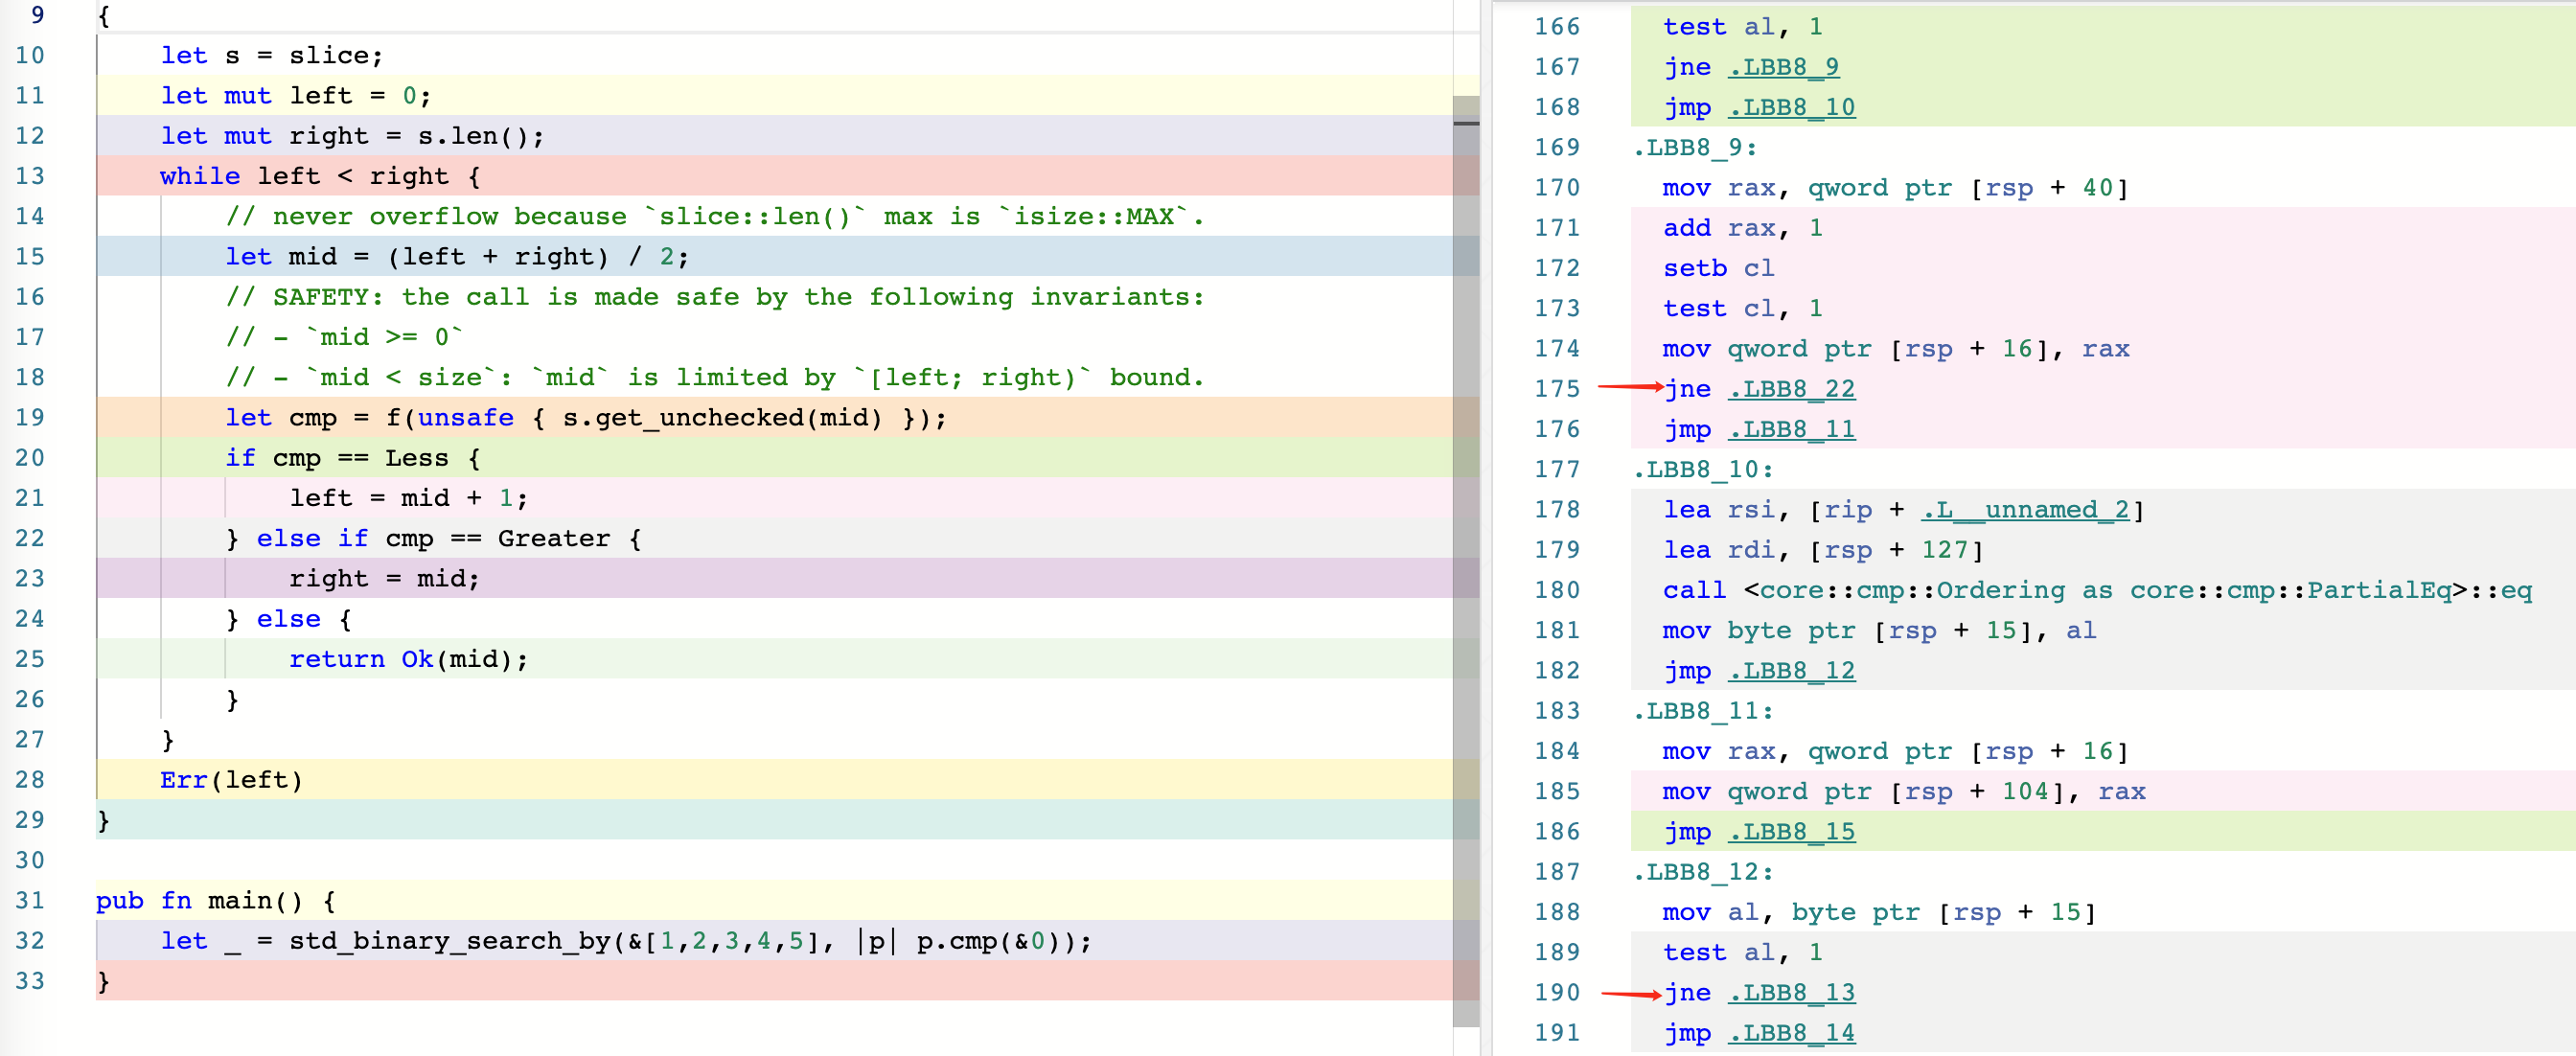 9 {
10     let s = slice;
11     let mut left = 0;
12     let mut right = s.len();
13     while left < right {
14         // never overflow because `slice::len()` max is `isize::MAX`.
15         let mid = (left + right) / 2;
16         // SAFETY: the call is made safe by the following invariants:
17         // - `mid >= 0`
18         // - `mid < size`: `mid` is limited by `[left; right)` bound.
19         let cmp = f(unsafe { s.get_unchecked(mid) });
20         if cmp == Less {
21             left = mid + 1;
22         } else if cmp == Greater {
23             right = mid;
24         } else {
25             return Ok(mid);
26         }
27     }
28     Err(left)
29 }
30
31 pub fn main() {
32     let _ = std_binary_search_by(&[1,2,3,4,5], |p| p.cmp(&0));
33 }
166   test al, 1
167   jne .LBB8_9
168   jmp .LBB8_10
169 .LBB8_9:
170   mov rax, qword ptr [rsp + 40]
171   add rax, 1
172   setb cl
173   test cl, 1
174   mov qword ptr [rsp + 16], rax
175   jne .LBB8_22
176   jmp .LBB8_11
177 .LBB8_10:
178   lea rsi, [rip + .L__unnamed_2]
179   lea rdi, [rsp + 127]
180   call <core::cmp::Ordering as core::cmp::PartialEq>::eq
181   mov byte ptr [rsp + 15], al
182   jmp .LBB8_12
183 .LBB8_11:
184   mov rax, qword ptr [rsp + 16]
185   mov qword ptr [rsp + 104], rax
186   jmp .LBB8_15
187 .LBB8_12:
188   mov al, byte ptr [rsp + 15]
189   test al, 1
190   jne .LBB8_13
191   jmp .LBB8_14